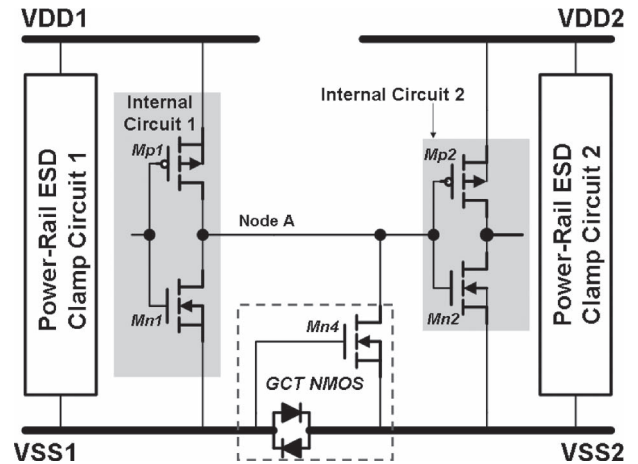 VDD1
VDD2
Internal
Circuit 1
Internal Circuit 2
Mp1
Mp2
Power-Rail ESD
Clamp Circuit 1
Power-Rail ESD
Clamp Circuit 2
Node A
Mn1
Mn4
Mn2
GCT NMOS
VSS1
VSS2